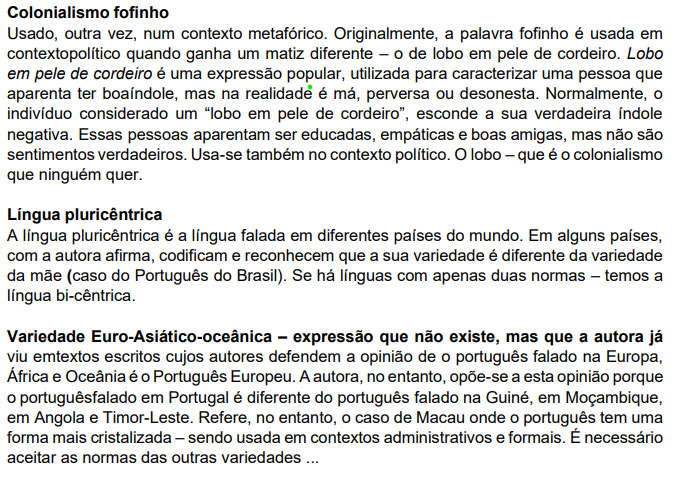 Colonialismo fofinho
Usado, outra vez, num contexto metafórico. Originalmente, a palavra fofinho é usada em
contextopolítico quando ganha um matiz diferente – o de lobo em pele de cordeiro. Lobo
em pele de cordeiro é uma expressão popular, utilizada para caracterizar uma pessoa que
aparenta ter boaíndole, mas na realidade é má, perversa ou desonesta. Normalmente, o
indivíduo considerado um “lobo em pele de cordeiro”, esconde a sua verdadeira índole
negativa. Essas pessoas aparentam ser educadas, empáticas e boas amigas, mas não são
sentimentos verdadeiros. Usa-se também no contexto político. O lobo – que é o colonialismo
que ninguém quer.
Língua pluricêntrica
A língua pluricêntrica é a língua falada em diferentes países do mundo. Em alguns países,
com a autora afirma, codificam e reconhecem que a sua variedade é diferente da variedade
da mãe (caso do Português do Brasil). Se há línguas com apenas duas normas – temos a
língua bi-cêntrica.
Variedade Euro-Asiático-oceânica – expressão que não existe, mas que a autora já
viu emtextos escritos cujos autores defendem a opinião de o português falado na Europa,
África e Oceânia é o Português Europeu. A autora, no entanto, opõe-se a esta opinião porque
o portuguêsfalado em Portugal é diferente do português falado na Guiné, em Moçambique,
em Angola e Timor-Leste. Refere, no entanto, o caso de Macau onde o português tem uma
forma mais cristalizada – sendo usada em contextos administrativos e formais. É necessário
aceitar as normas das outras variedades ...